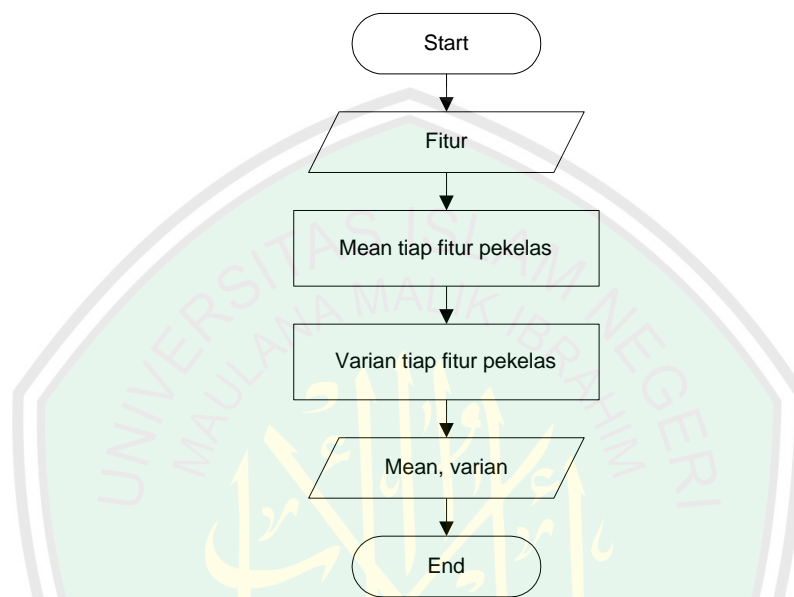 Start
Fitur
Mean tiap fitur pekelas
Varian tiap fitur pekelas
Mean, varian
End
UNIVERSITAS ISLAM NEGERI
MAULANA MALIK IBRAHIM